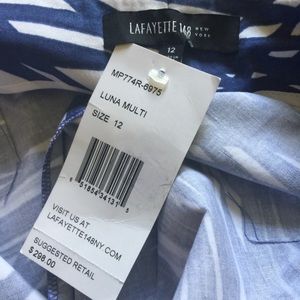 LAFAYETTE 148 NEW
YORK
12
MP774R-6975
LUNA MULTI
SIZE 12
VISIT US AT
LAFAYETTE148NY.COM
SUGGESTED RETAIL
$ 298.00